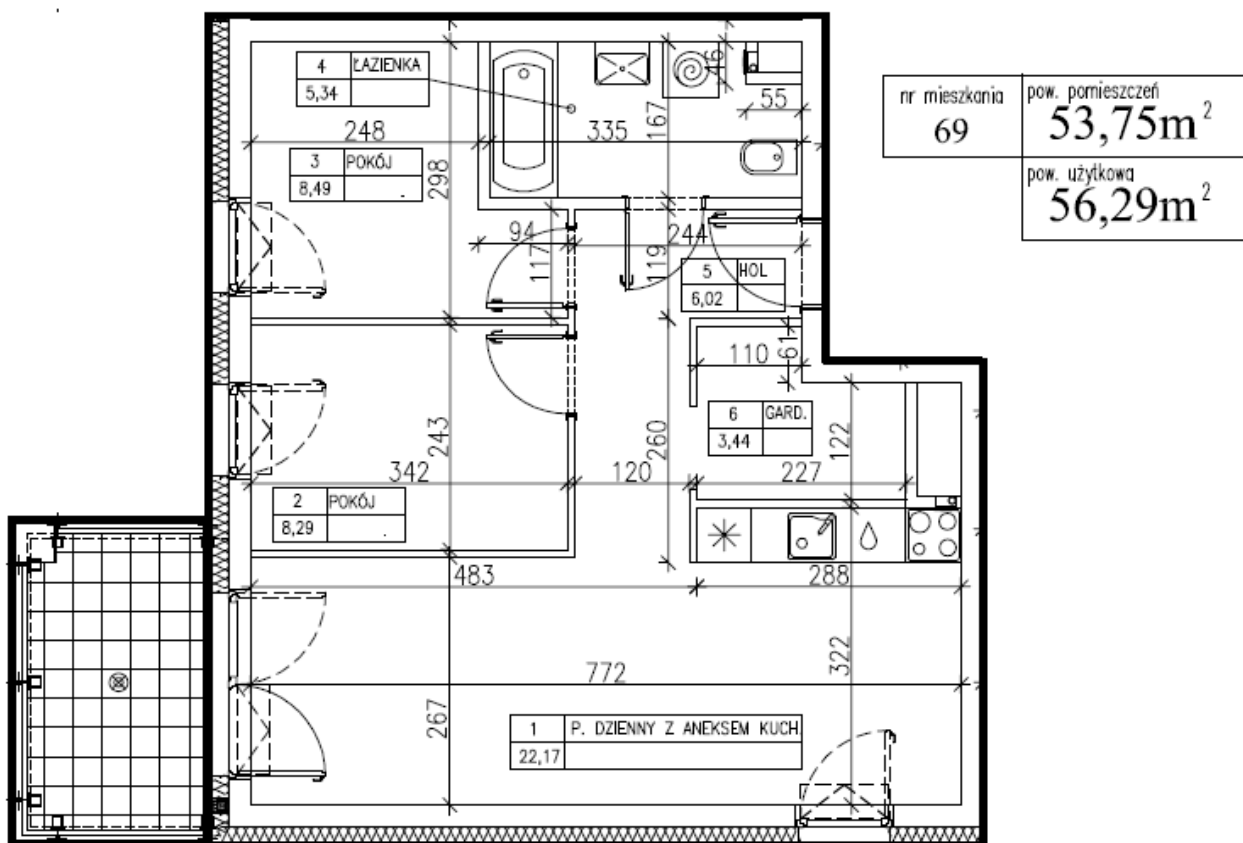 4 ŁAZIENKA
5,34
46
55
248
335
167
3 POKÓJ
8,49
298
94
244
117
119
5 HOL
6,02
110
61
6 GARD.
3,44
243
260
122
342
120
227
2 POKÓJ
8,29
483
288
322
772
267
1 P. DZIENNY Z ANEKSEM KUCH.
22,17
nr mieszkania
69
pow. pomieszczeń
53,75m²
pow. użytkowa
56,29m²